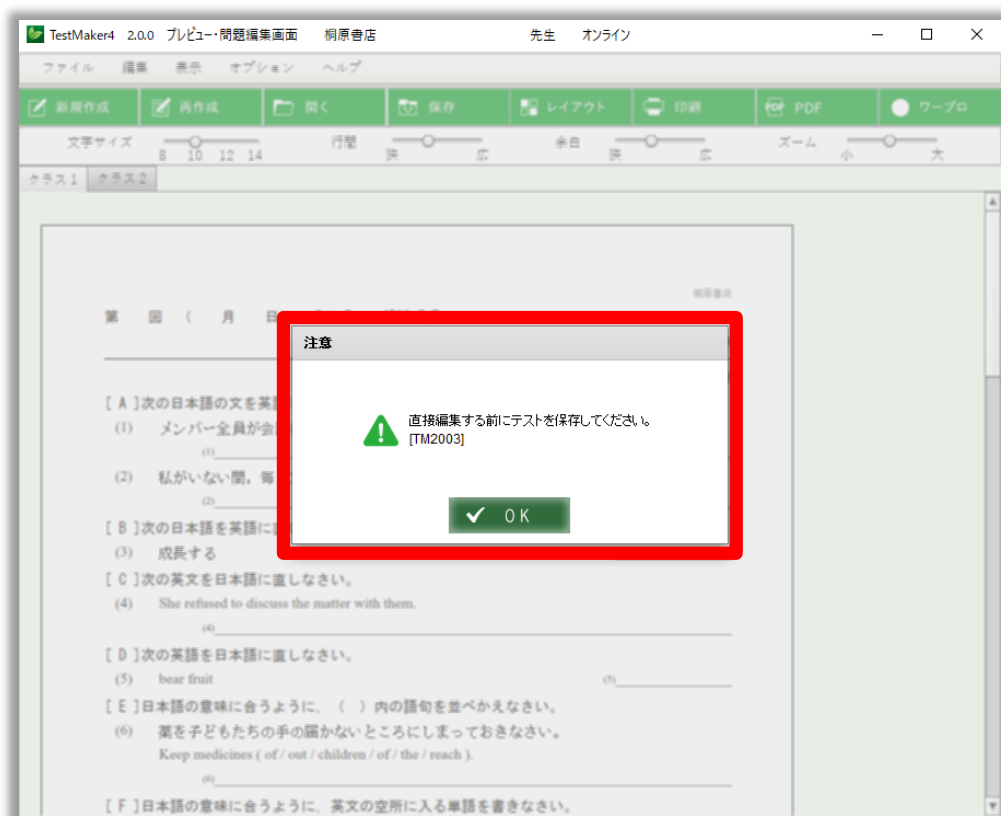 TestMaker4 2.0.0 プレビュー・問題編集画面 桐原書店 先生 オンライン
ファイル 編集 表示 オプション ヘルプ
新規作成 再作成 開く 保存 レイアウト 印刷 PDF PDF ワープロ
文字サイズ 8 10 12 14 行間 狭 広 余白 狭 広 ズーム 小 大
クラス1 クラス2
桐原書店
第 回 ( 月 日
注意
直接編集する前にテストを保存してください。
[TM2003]
OK
[ A ]次の日本語の文を英
(1) メンバー全員が会
(1)
(2) 私がいない間，毎
(2)
[ B ]次の日本語を英語に
(3) 成長する
[ C ]次の英文を日本語に直しなさい。
(4) She refused to discuss the matter with them.
(4)
[ D ]次の英語を日本語に直しなさい。
(5) bear fruit (5)
[ E ]日本語の意味に合うように，（ ）内の語句を並べかえなさい。
(6) 薬を子どもたちの手の届かないところにしまっておきなさい。
Keep medicines ( of / out / children / of / the / reach ).
(6)
[ F ]日本語の意味に合うように，英文の空所に入る単語を書きなさい。